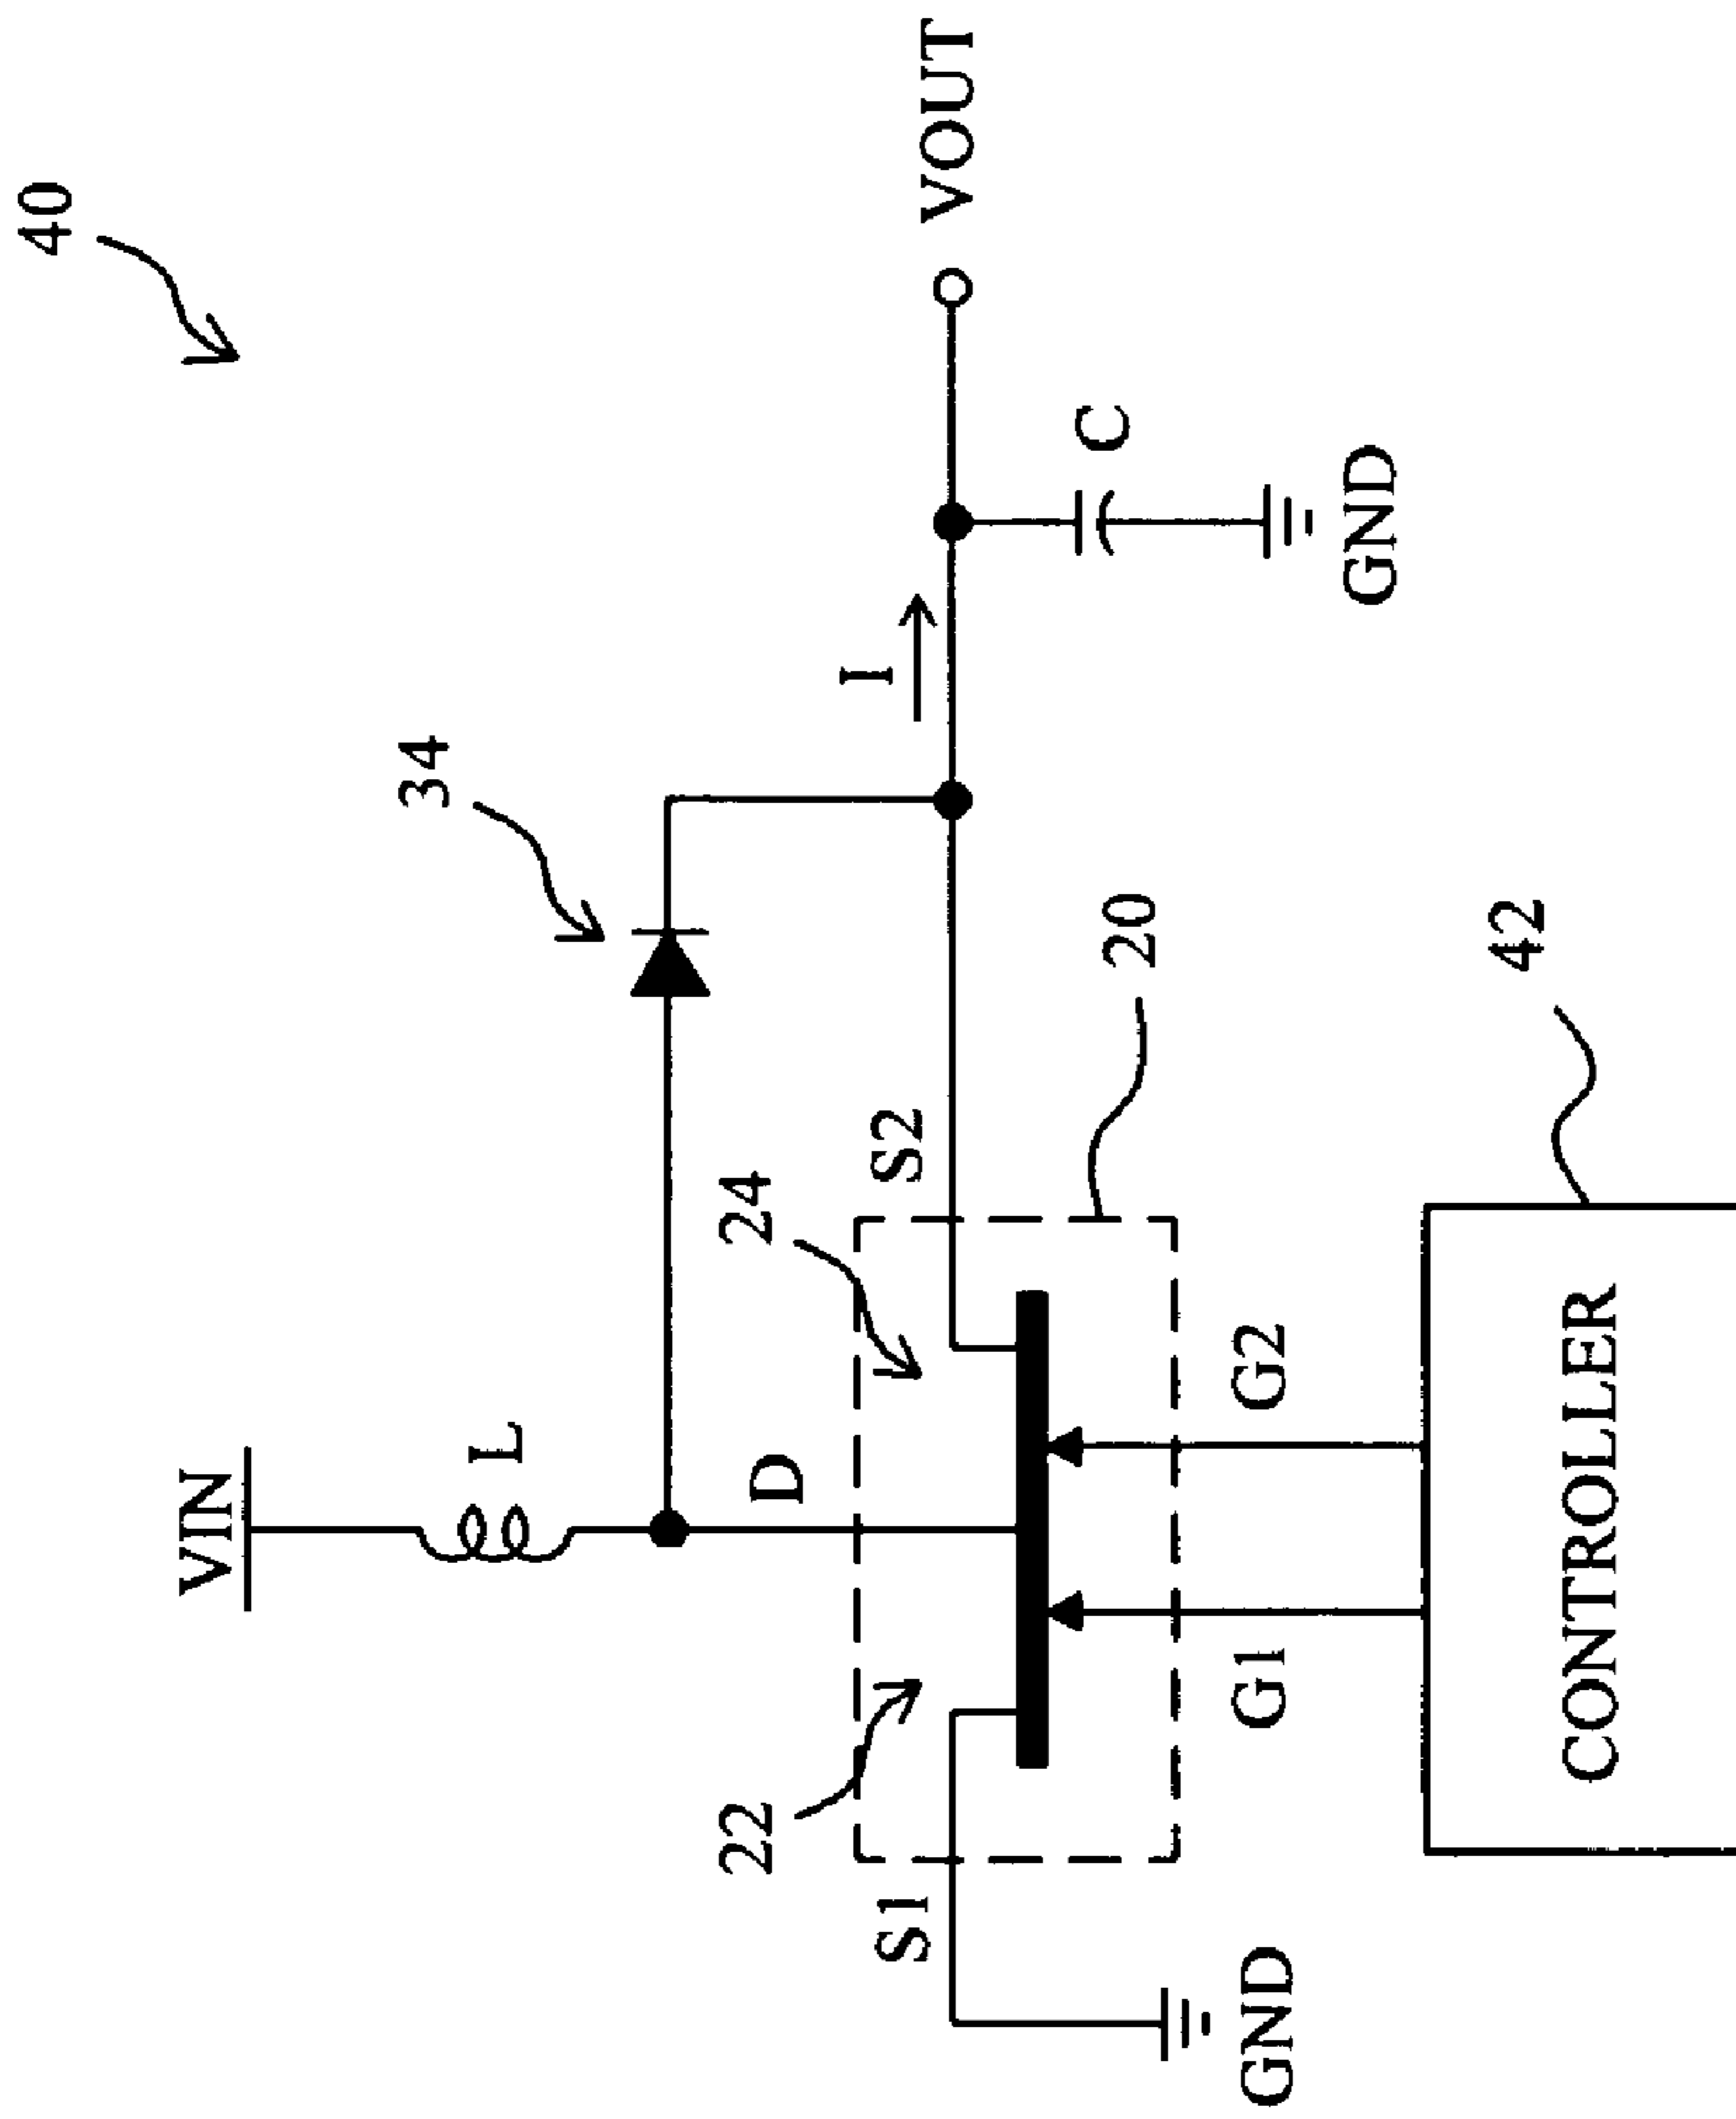 40
VIN
L
34
D
22
24
S1
S2
I
VOUT
C
20
GND
G1
G2
GND
CONTROLLER
42